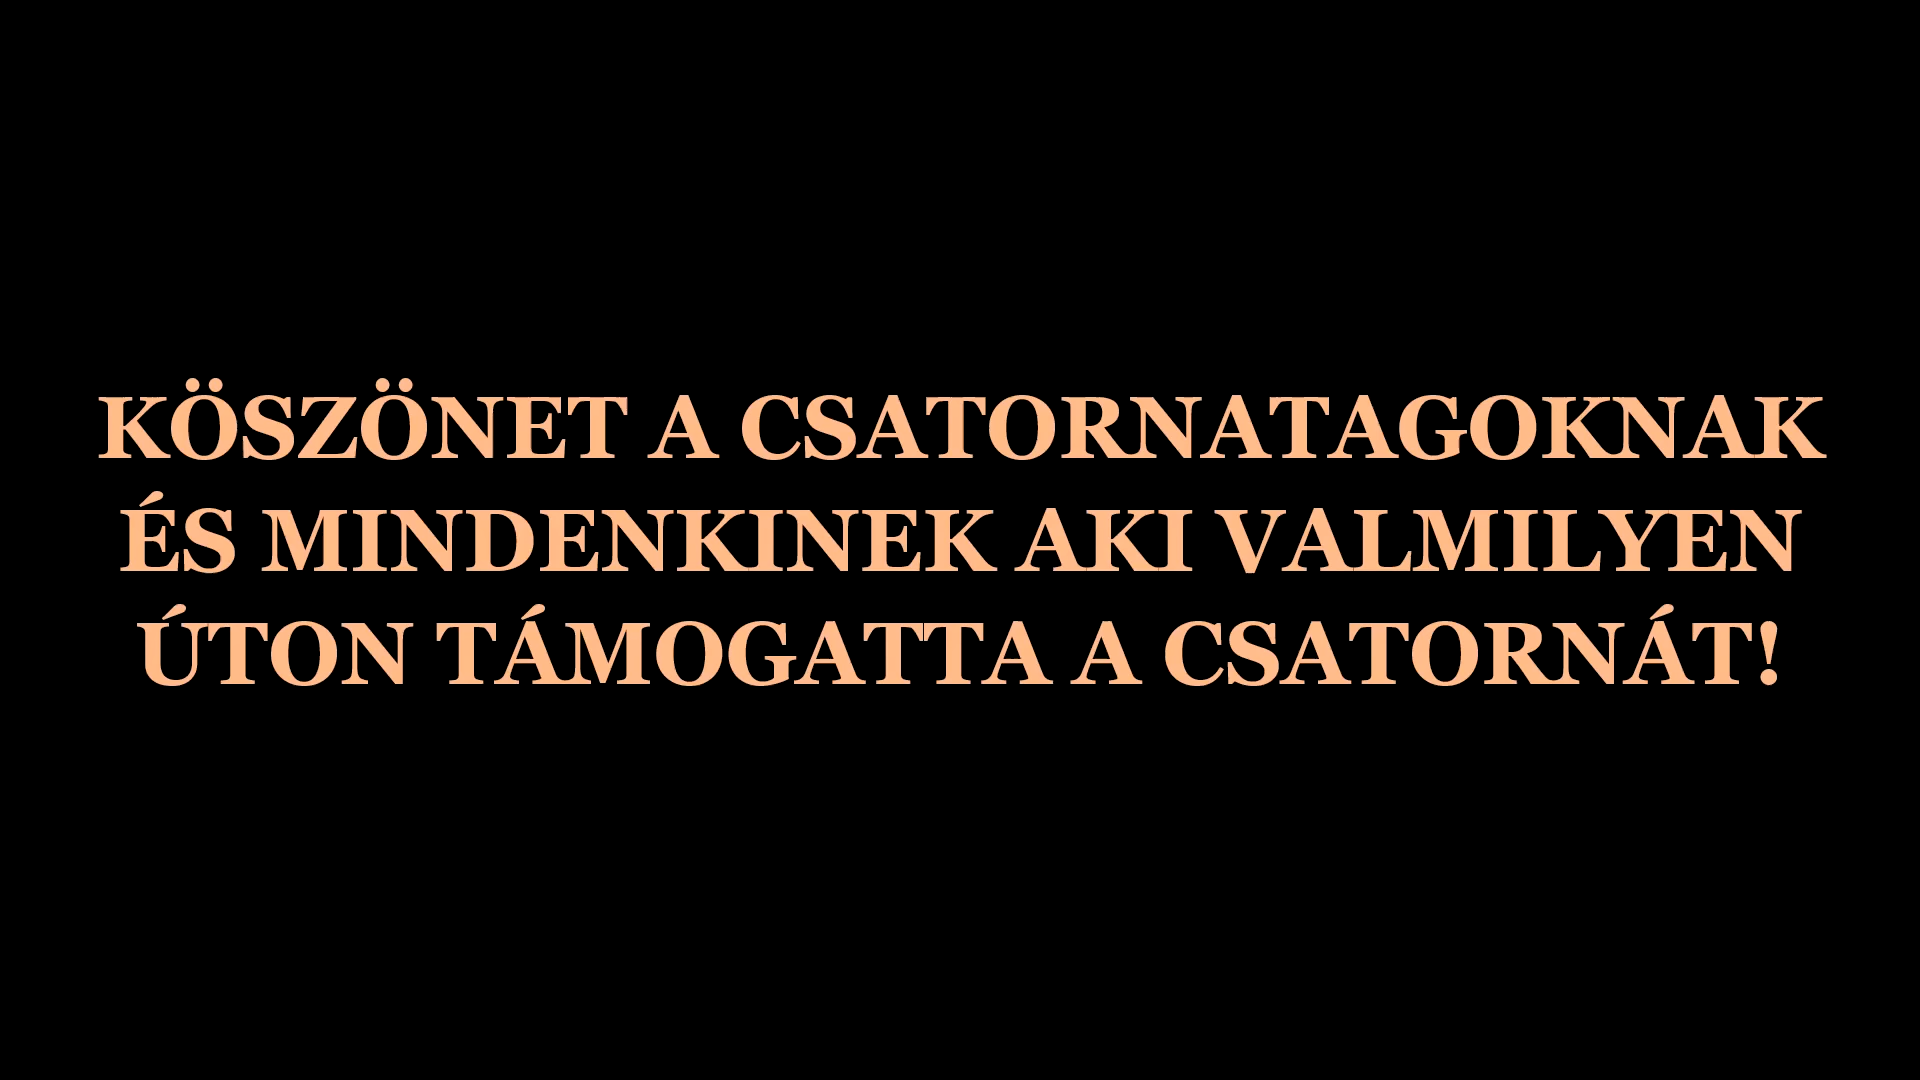 KÖSZÖNET A CSATORNATAGOKNAK
ÉS MINDENKINEK AKI VALMILYEN
ÚTON TÁMOGATTA A CSATORNÁT!